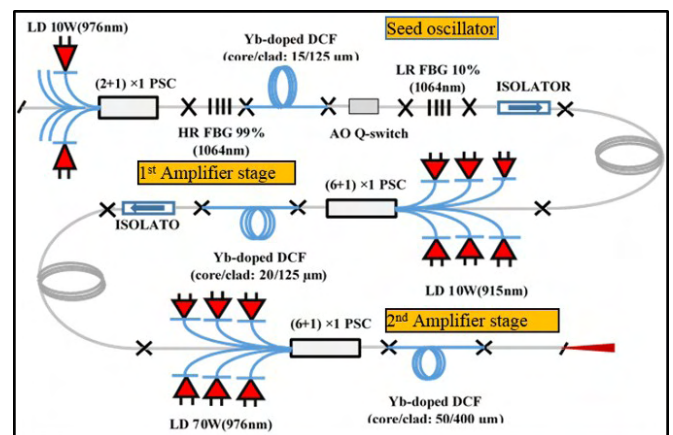 LD 10W(976nm)
Yb-doped DCF
(core/clad: 15/125 μm)
Seed oscillator
(2+1) ×1 PSC
LR FBG 10%
(1064nm)
ISOLATOR
HR FBG 99%
(1064nm)
AO Q-switch
1st Amplifier stage
(6+1) ×1 PSC
ISOLATO
Yb-doped DCF
(core/clad: 20/125 μm)
LD 10W(915nm)
(6+1) ×1 PSC
2nd Amplifier stage
Yb-doped DCF
(core/clad: 50/400 μm)
LD 70W(976nm)